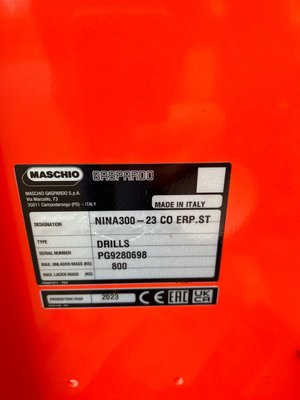 MASCHIO GASPARDO
MASCHIO GASPARDO S.p.A.
Via Marcello, 73
35011 Campodarsego (PD) - ITALY
MADE IN ITALY
DESIGNATION NINA300-23 CO ERP.ST
TYPE DRILLS
SERIAL NUMBER PG9280698
MAX. UNLADEN MASS (KG) 800
MAX. LADEN MASS (KG)
PRODUCTION YEAR 2023 CE EAC UKCA